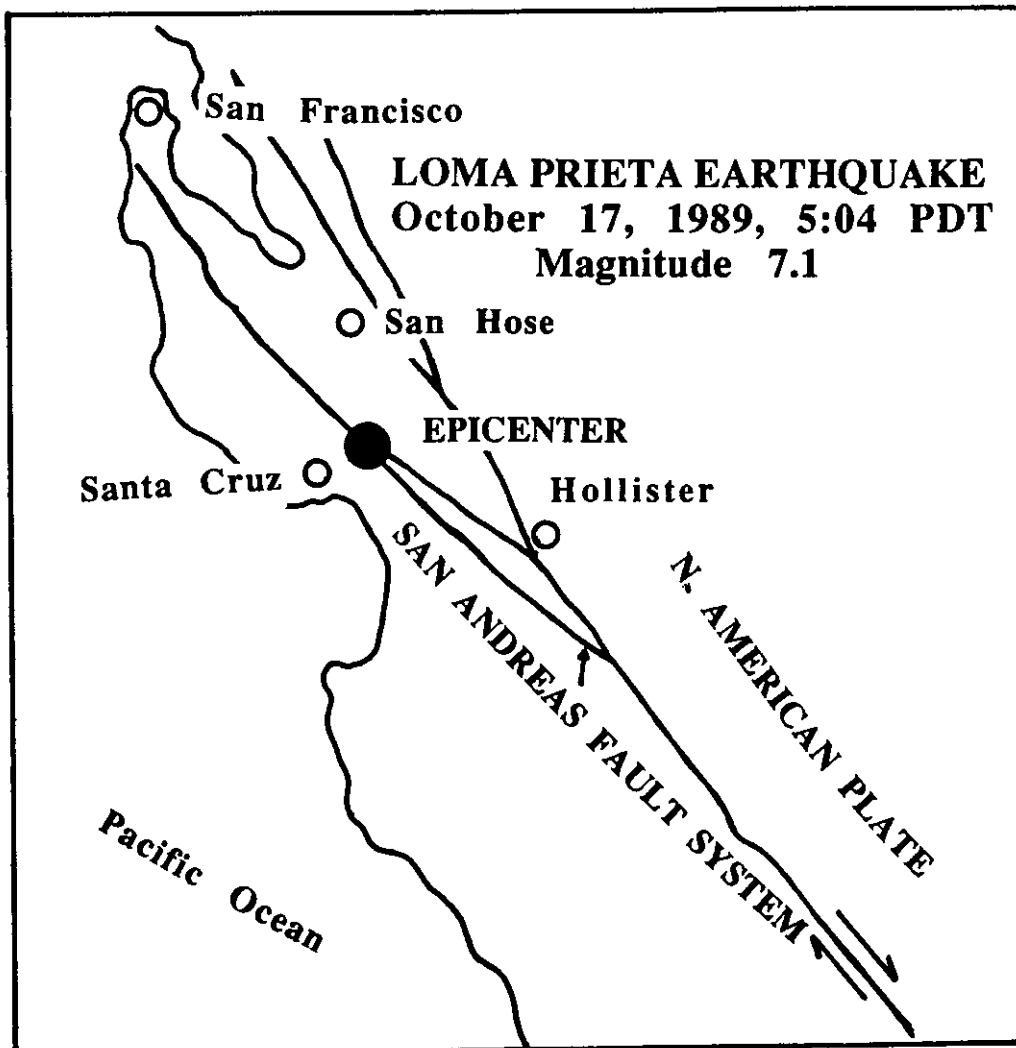 San Francisco
LOMA PRIETA EARTHQUAKE
October 17, 1989, 5:04 PDT
Magnitude 7.1
San Hose
EPICENTER
Santa Cruz
Hollister
SAN ANDREAS FAULT SYSTEM
N. AMERICAN PLATE
Pacific Ocean